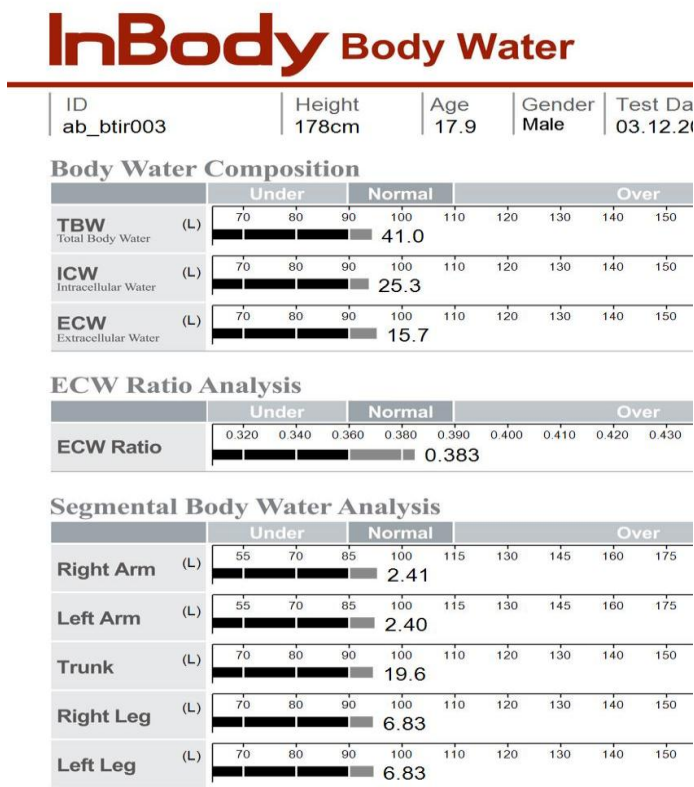 InBody Body Water
ID Height Age Gender Test Da
ab_btir003 178cm 17.9 Male 03.12.20
Body Water Composition
Under Normal Over
TBW (L) 70 80 90 100 110 120 130 140 150
Total Body Water 41.0
ICW (L) 70 80 90 100 110 120 130 140 150
Intracellular Water 25.3
ECW (L) 70 80 90 100 110 120 130 140 150
Extracellular Water 15.7
ECW Ratio Analysis
Under Normal Over
0.320 0.340 0.360 0.380 0.390 0.400 0.410 0.420 0.430
ECW Ratio 0.383
Segmental Body Water Analysis
Under Normal Over
Right Arm (L) 55 70 85 100 115 130 145 160 175
2.41
Left Arm (L) 55 70 85 100 115 130 145 160 175
2.40
Trunk (L) 70 80 90 100 110 120 130 140 150
19.6
Right Leg (L) 70 80 90 100 110 120 130 140 150
6.83
Left Leg (L) 70 80 90 100 110 120 130 140 150
6.83